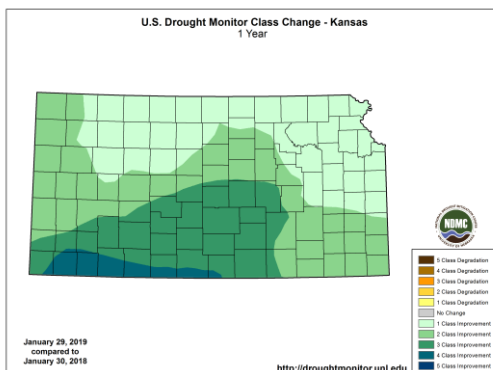 U.S. Drought Monitor Class Change - Kansas
1 Year
NDMC
5 Class Degradation
4 Class Degradation
3 Class Degradation
2 Class Degradation
1 Class Degradation
No Change
1 Class Improvement
2 Class Improvement
3 Class Improvement
4 Class Improvement
5 Class Improvement
January 29, 2019
compared to
January 30, 2018
http://droughtmonitor.unl.edu